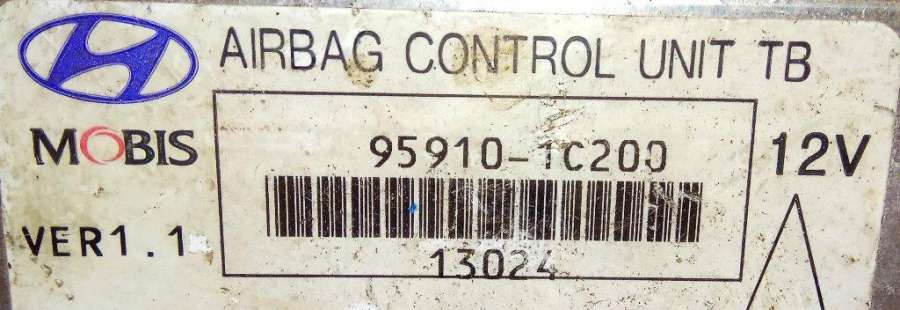 AIRBAG CONTROL UNIT TB
MOBIS
95910-1C200
12V
VER1.1
13024